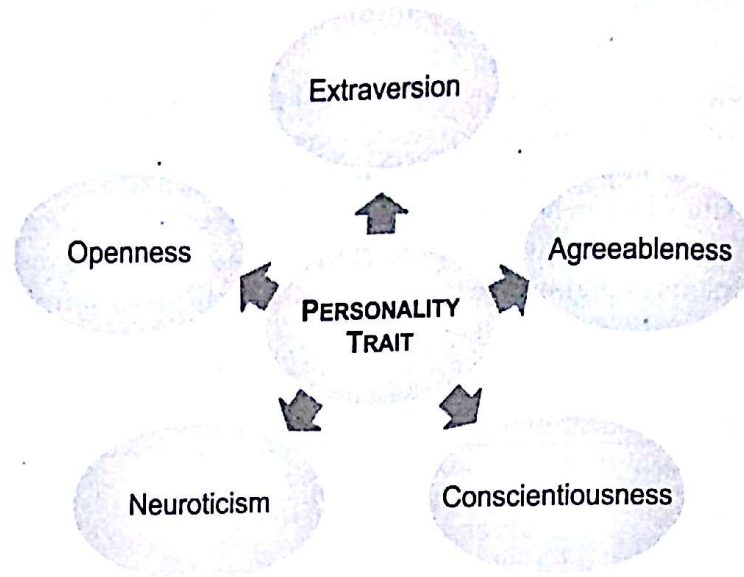 Extraversion
Openness
Agreeableness
PERSONALITY
TRAIT
Neuroticism
Conscientiousness